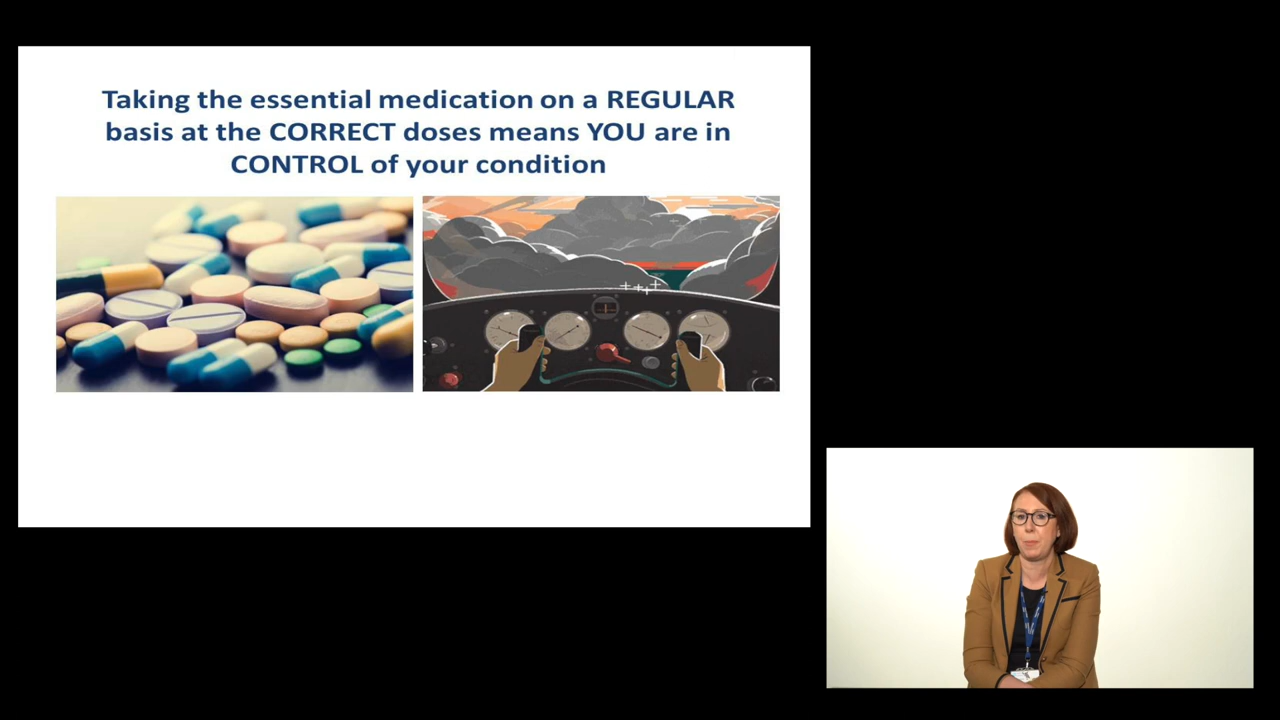 Taking the essential medication on a REGULAR
basis at the CORRECT doses means YOU are in
CONTROL of your condition